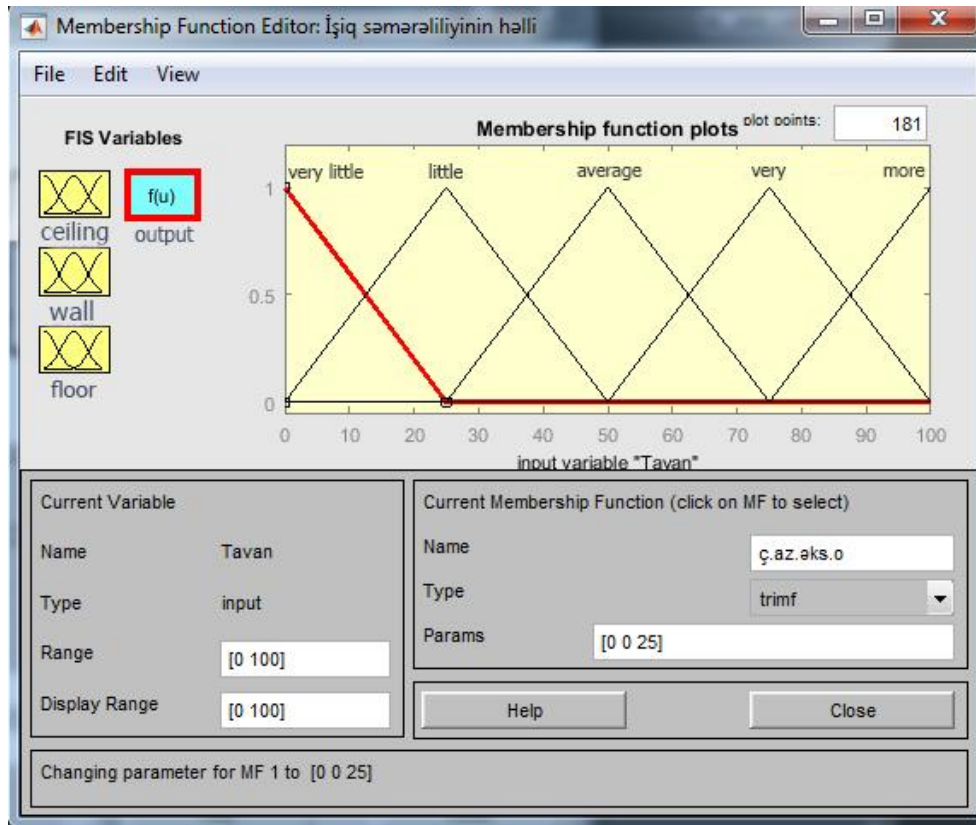 Membership Function Editor: İşiq səmərəliliyinin həlli
File Edit View
FIS Variables
f(u)
ceiling output
wall
floor
Membership function plots plot points: 181
very little little average very more
1
0.5
0
0 10 20 30 40 50 60 70 80 90 100
input variable "Tavan"
Current Variable
Name Tavan
Type input
Range [0 100]
Display Range [0 100]
Current Membership Function (click on MF to select)
Name ç.az.əks.o
Type trimf
Params [0 0 25]
Help Close
Changing parameter for MF 1 to [0 0 25]